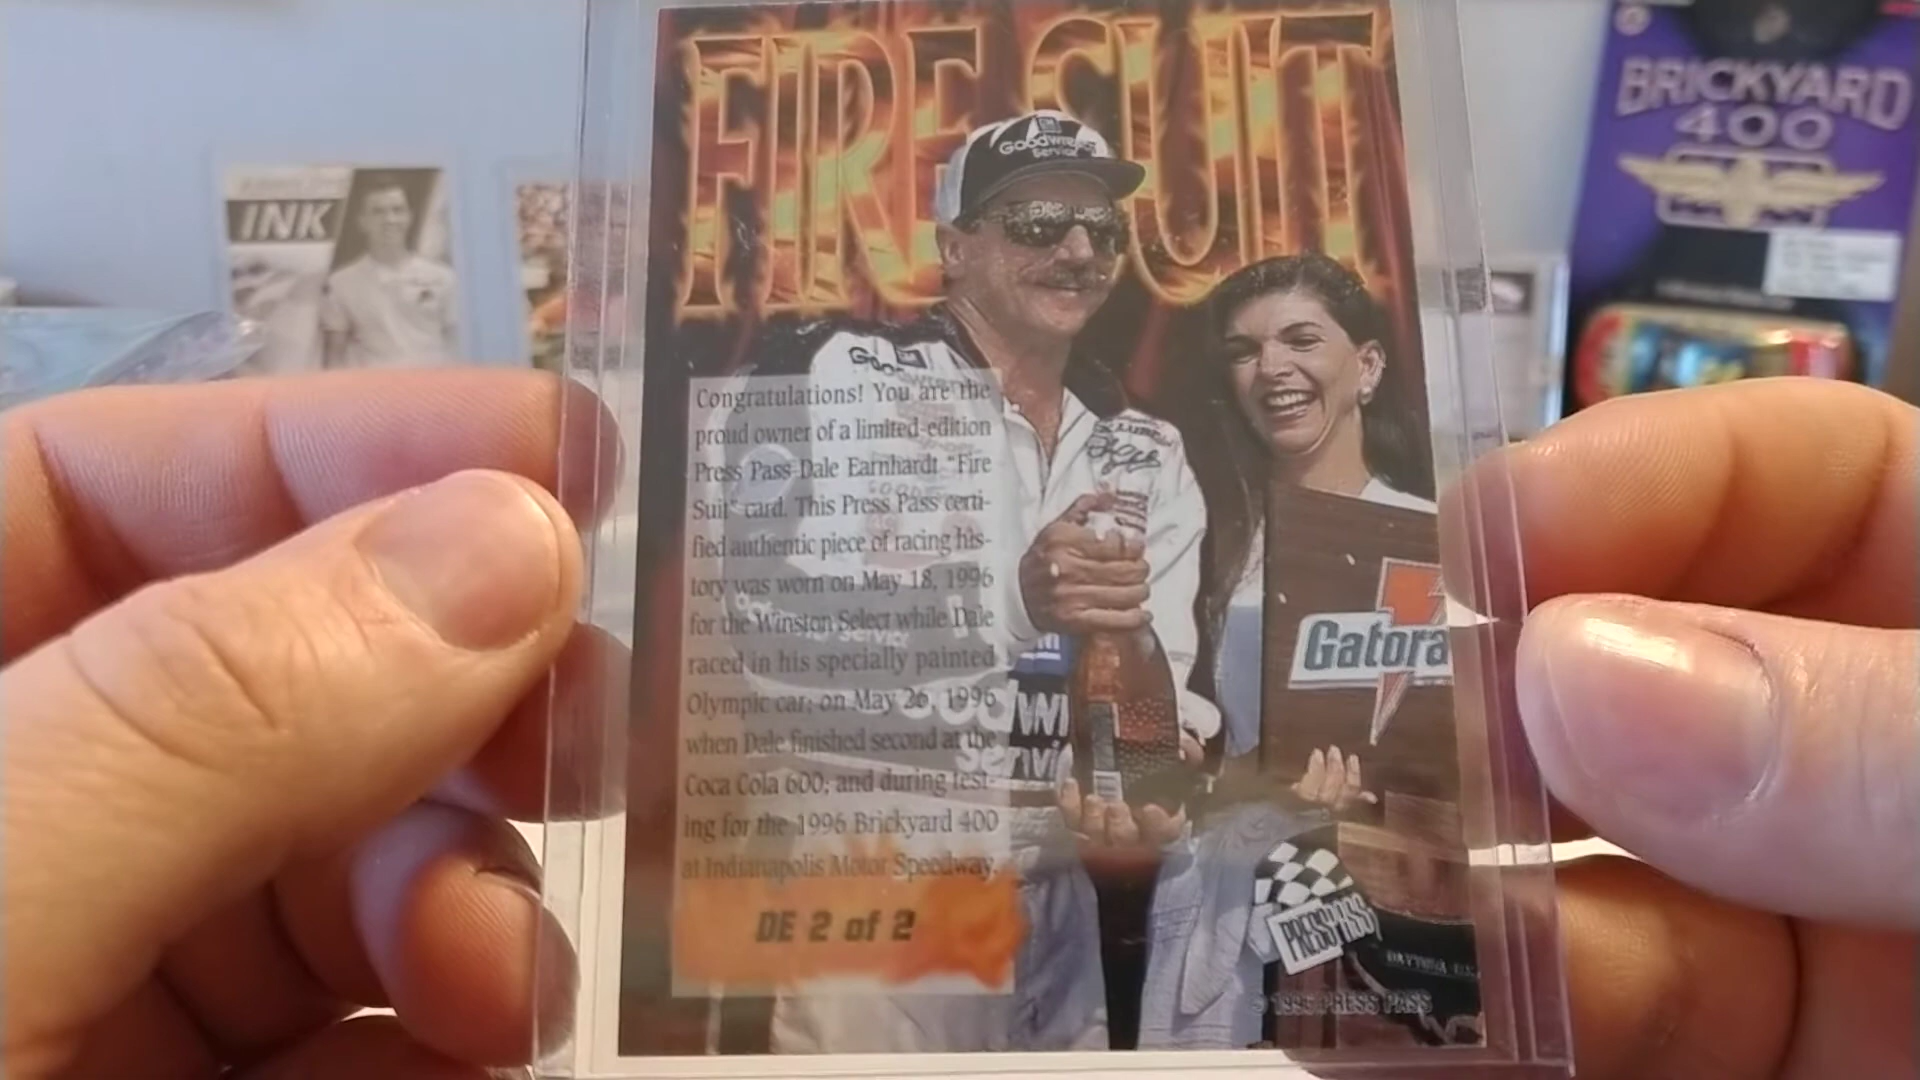 FIRE SUIT
BRICKYARD
400
INK
GM
Goodwrench
Service
Congratulations! You are the
proud owner of a limited-edition
Press Pass Dale Earnhardt "Fire
Suit" card. This Press Pass certi-
fied authentic piece of racing his-
tory was worn on May 18, 1996
for the Winston Select while Dale
raced in his specially painted
Olympic car; on May 26, 1996
when Dale finished second at the
Coca Cola 600; and during test-
ing for the 1996 Brickyard 400
at Indianapolis Motor Speedway.
Gatora
DE 2 of 2
PRESS PASS
PRESS PASS